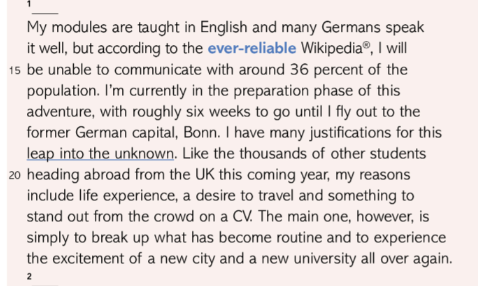 1
My modules are taught in English and many Germans speak
it well, but according to the ever-reliable Wikipedia®, I will
15 be unable to communicate with around 36 percent of the
population. I'm currently in the preparation phase of this
adventure, with roughly six weeks to go until I fly out to the
former German capital, Bonn. I have many justifications for this
leap into the unknown. Like the thousands of other students
20 heading abroad from the UK this coming year, my reasons
include life experience, a desire to travel and something to
stand out from the crowd on a CV. The main one, however, is
simply to break up what has become routine and to experience
the excitement of a new city and a new university all over again.
2